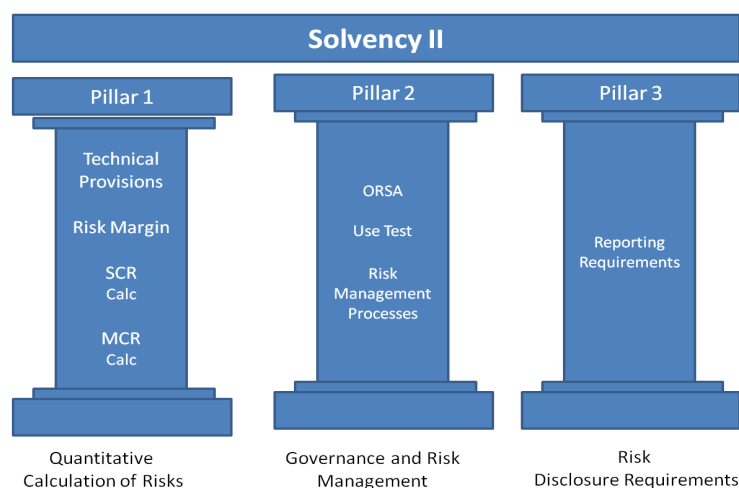 Solvency II
Pillar 1
Technical
Provisions
Risk Margin
SCR
Calc
MCR
Calc
Quantitative
Calculation of Risks
Pillar 2
ORSA
Use Test
Risk
Management
Processes
Governance and Risk
Management
Pillar 3
Reporting
Requirements
Risk
Disclosure Requirements